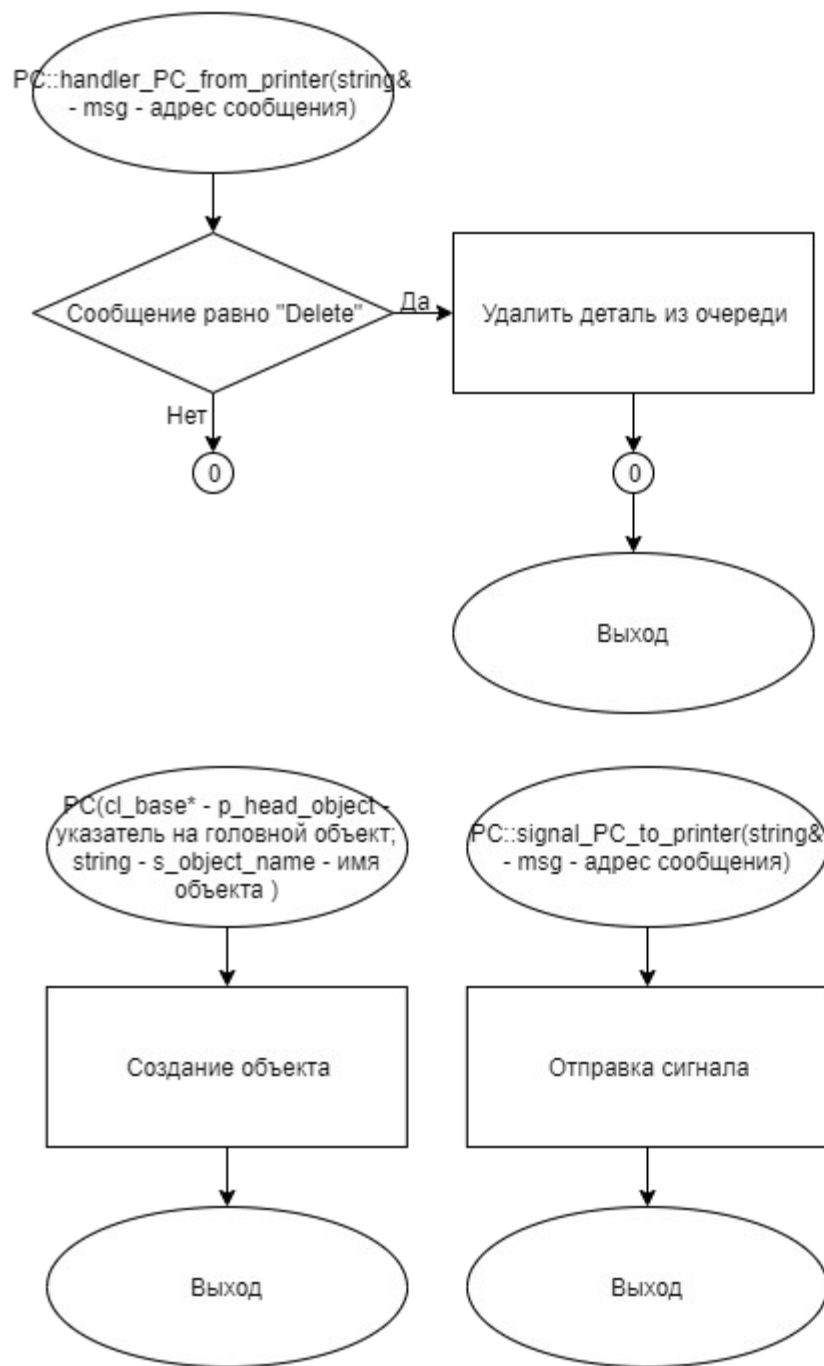 PC::handler_PC_from_printer(string&
- msg - адрес сообщения)
Сообщение равно "Delete"
Да
Удалить деталь из очереди
Нет
0
0
Выход
PC(cl_base* - p_head_object -
указатель на головной объект;
string - s_object_name - имя
объекта )
PC::signal_PC_to_printer(string&
- msg - адрес сообщения)
Создание объекта
Отправка сигнала
Выход
Выход